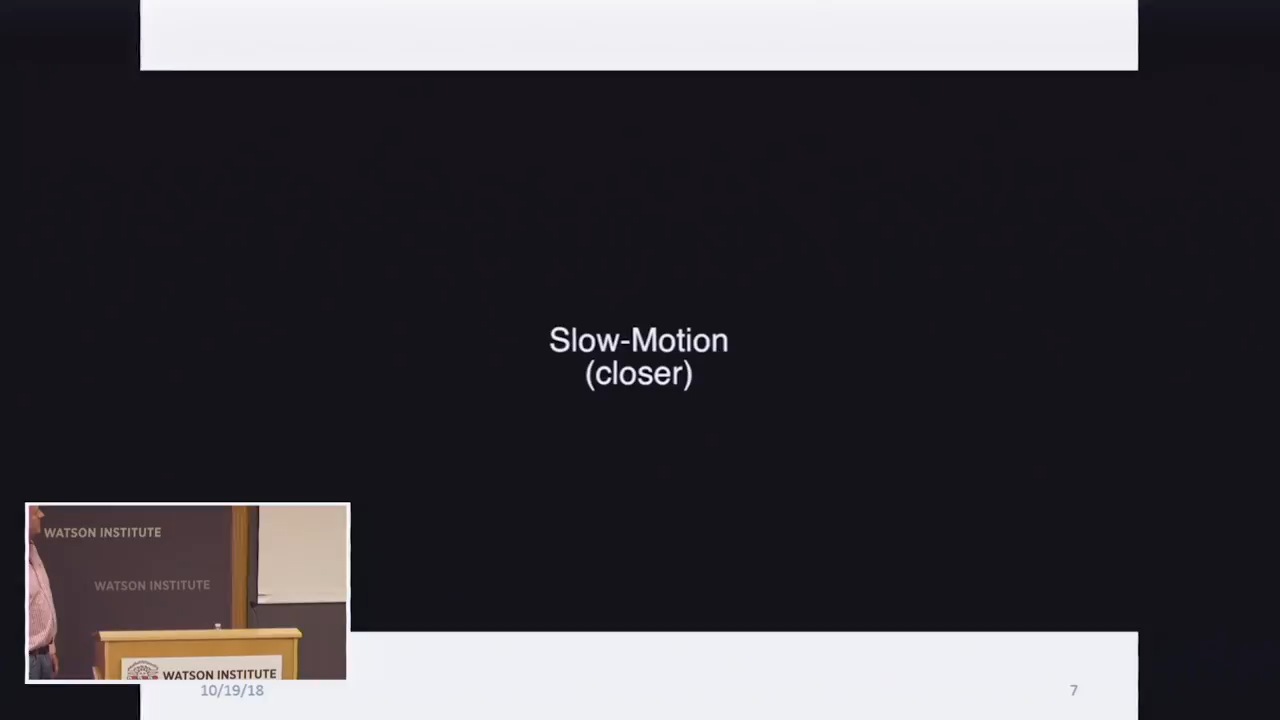 Slow-Motion
(closer)
WATSON INSTITUTE
WATSON INSTITUTE
WATSON INSTITUTE
10/19/18
7